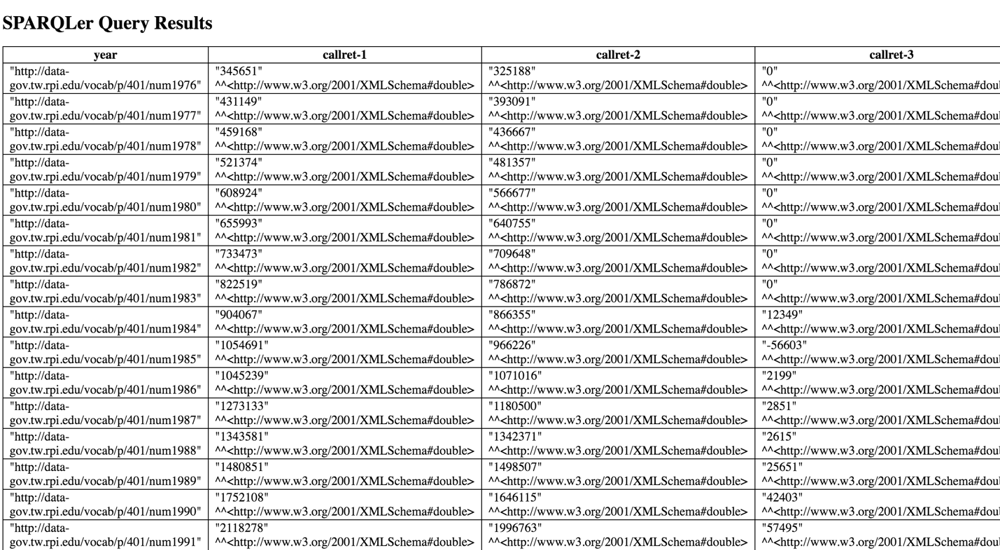 SPARQLer Query Results
year callret-1 callret-2 callret-3
"http://data- "345651" "325188" "0"
gov.tw.rpi.edu/vocab/p/401/num1976" ^^<http://www.w3.org/2001/XMLSchema#double> ^^<http://www.w3.org/2001/XMLSchema#double> ^^<http://www.w3.org/2001/XMLSchema#dou
"http://data- "431149" "393091" "0"
gov.tw.rpi.edu/vocab/p/401/num1977" ^^<http://www.w3.org/2001/XMLSchema#double> ^^<http://www.w3.org/2001/XMLSchema#double> ^^<http://www.w3.org/2001/XMLSchema#dou
"http://data- "459168" "436667" "0"
gov.tw.rpi.edu/vocab/p/401/num1978" ^^<http://www.w3.org/2001/XMLSchema#double> ^^<http://www.w3.org/2001/XMLSchema#double> ^^<http://www.w3.org/2001/XMLSchema#dou
"http://data- "521374" "481357" "0"
gov.tw.rpi.edu/vocab/p/401/num1979" ^^<http://www.w3.org/2001/XMLSchema#double> ^^<http://www.w3.org/2001/XMLSchema#double> ^^<http://www.w3.org/2001/XMLSchema#dou
"http://data- "608924" "566677" "0"
gov.tw.rpi.edu/vocab/p/401/num1980" ^^<http://www.w3.org/2001/XMLSchema#double> ^^<http://www.w3.org/2001/XMLSchema#double> ^^<http://www.w3.org/2001/XMLSchema#dou
"http://data- "655993" "640755" "0"
gov.tw.rpi.edu/vocab/p/401/num1981" ^^<http://www.w3.org/2001/XMLSchema#double> ^^<http://www.w3.org/2001/XMLSchema#double> ^^<http://www.w3.org/2001/XMLSchema#dou
"http://data- "733473" "709648" "0"
gov.tw.rpi.edu/vocab/p/401/num1982" ^^<http://www.w3.org/2001/XMLSchema#double> ^^<http://www.w3.org/2001/XMLSchema#double> ^^<http://www.w3.org/2001/XMLSchema#dou
"http://data- "822519" "786872" "0"
gov.tw.rpi.edu/vocab/p/401/num1983" ^^<http://www.w3.org/2001/XMLSchema#double> ^^<http://www.w3.org/2001/XMLSchema#double> ^^<http://www.w3.org/2001/XMLSchema#dou
"http://data- "904067" "866355" "12349"
gov.tw.rpi.edu/vocab/p/401/num1984" ^^<http://www.w3.org/2001/XMLSchema#double> ^^<http://www.w3.org/2001/XMLSchema#double> ^^<http://www.w3.org/2001/XMLSchema#dou
"http://data- "1054691" "966226" "-56603"
gov.tw.rpi.edu/vocab/p/401/num1985" ^^<http://www.w3.org/2001/XMLSchema#double> ^^<http://www.w3.org/2001/XMLSchema#double> ^^<http://www.w3.org/2001/XMLSchema#dou
"http://data- "1045239" "1071016" "2199"
gov.tw.rpi.edu/vocab/p/401/num1986" ^^<http://www.w3.org/2001/XMLSchema#double> ^^<http://www.w3.org/2001/XMLSchema#double> ^^<http://www.w3.org/2001/XMLSchema#dou
"http://data- "1273133" "1180500" "2851"
gov.tw.rpi.edu/vocab/p/401/num1987" ^^<http://www.w3.org/2001/XMLSchema#double> ^^<http://www.w3.org/2001/XMLSchema#double> ^^<http://www.w3.org/2001/XMLSchema#dou
"http://data- "1343581" "1342371" "2615"
gov.tw.rpi.edu/vocab/p/401/num1988" ^^<http://www.w3.org/2001/XMLSchema#double> ^^<http://www.w3.org/2001/XMLSchema#double> ^^<http://www.w3.org/2001/XMLSchema#dou
"http://data- "1480851" "1498507" "25651"
gov.tw.rpi.edu/vocab/p/401/num1989" ^^<http://www.w3.org/2001/XMLSchema#double> ^^<http://www.w3.org/2001/XMLSchema#double> ^^<http://www.w3.org/2001/XMLSchema#dou
"http://data- "1752108" "1646115" "42403"
gov.tw.rpi.edu/vocab/p/401/num1990" ^^<http://www.w3.org/2001/XMLSchema#double> ^^<http://www.w3.org/2001/XMLSchema#double> ^^<http://www.w3.org/2001/XMLSchema#dou
"http://data- "2118278" "1996763" "57495"
gov.tw.rpi.edu/vocab/p/401/num1991" ^^<http://www.w3.org/2001/XMLSchema#double> ^^<http://www.w3.org/2001/XMLSchema#double> ^^<http://www.w3.org/2001/XMLSchema#dou